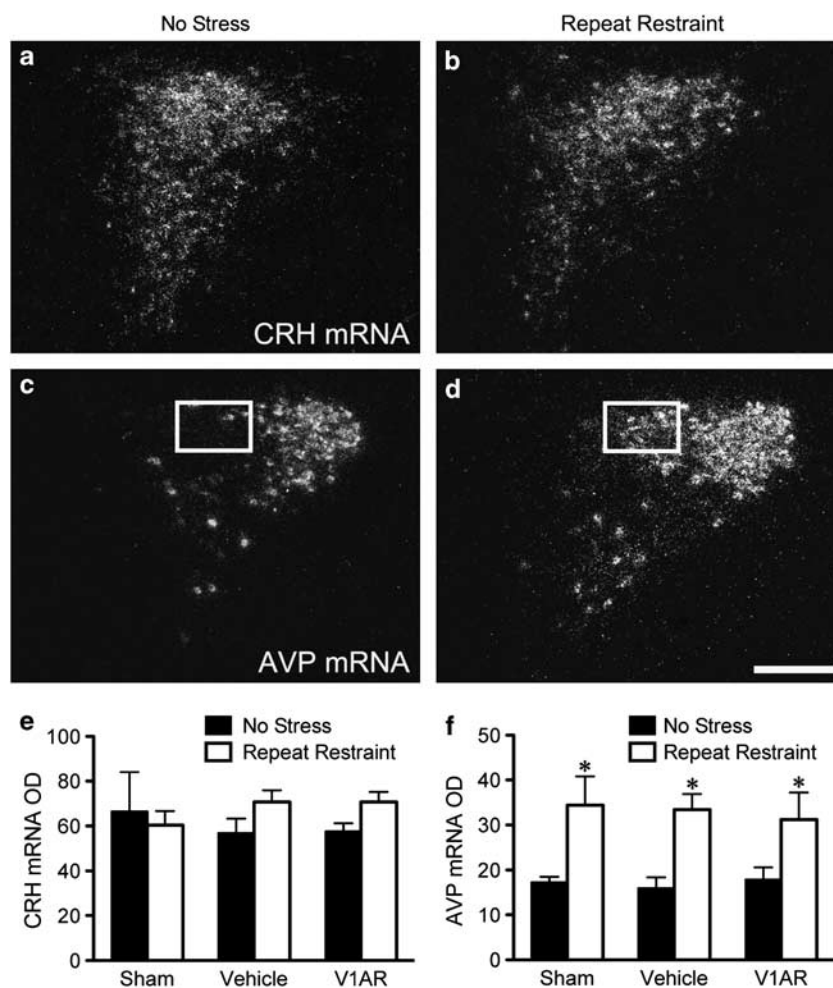 No Stress
Repeat Restraint
a
b
CRH mRNA
c
d
AVP mRNA
e
No Stress
Repeat Restraint
100
80
60
40
20
0
CRH mRNA OD
Sham
Vehicle
V1AR
f
No Stress
Repeat Restraint
50
40
30
20
10
0
AVP mRNA OD
*
*
*
Sham
Vehicle
V1AR